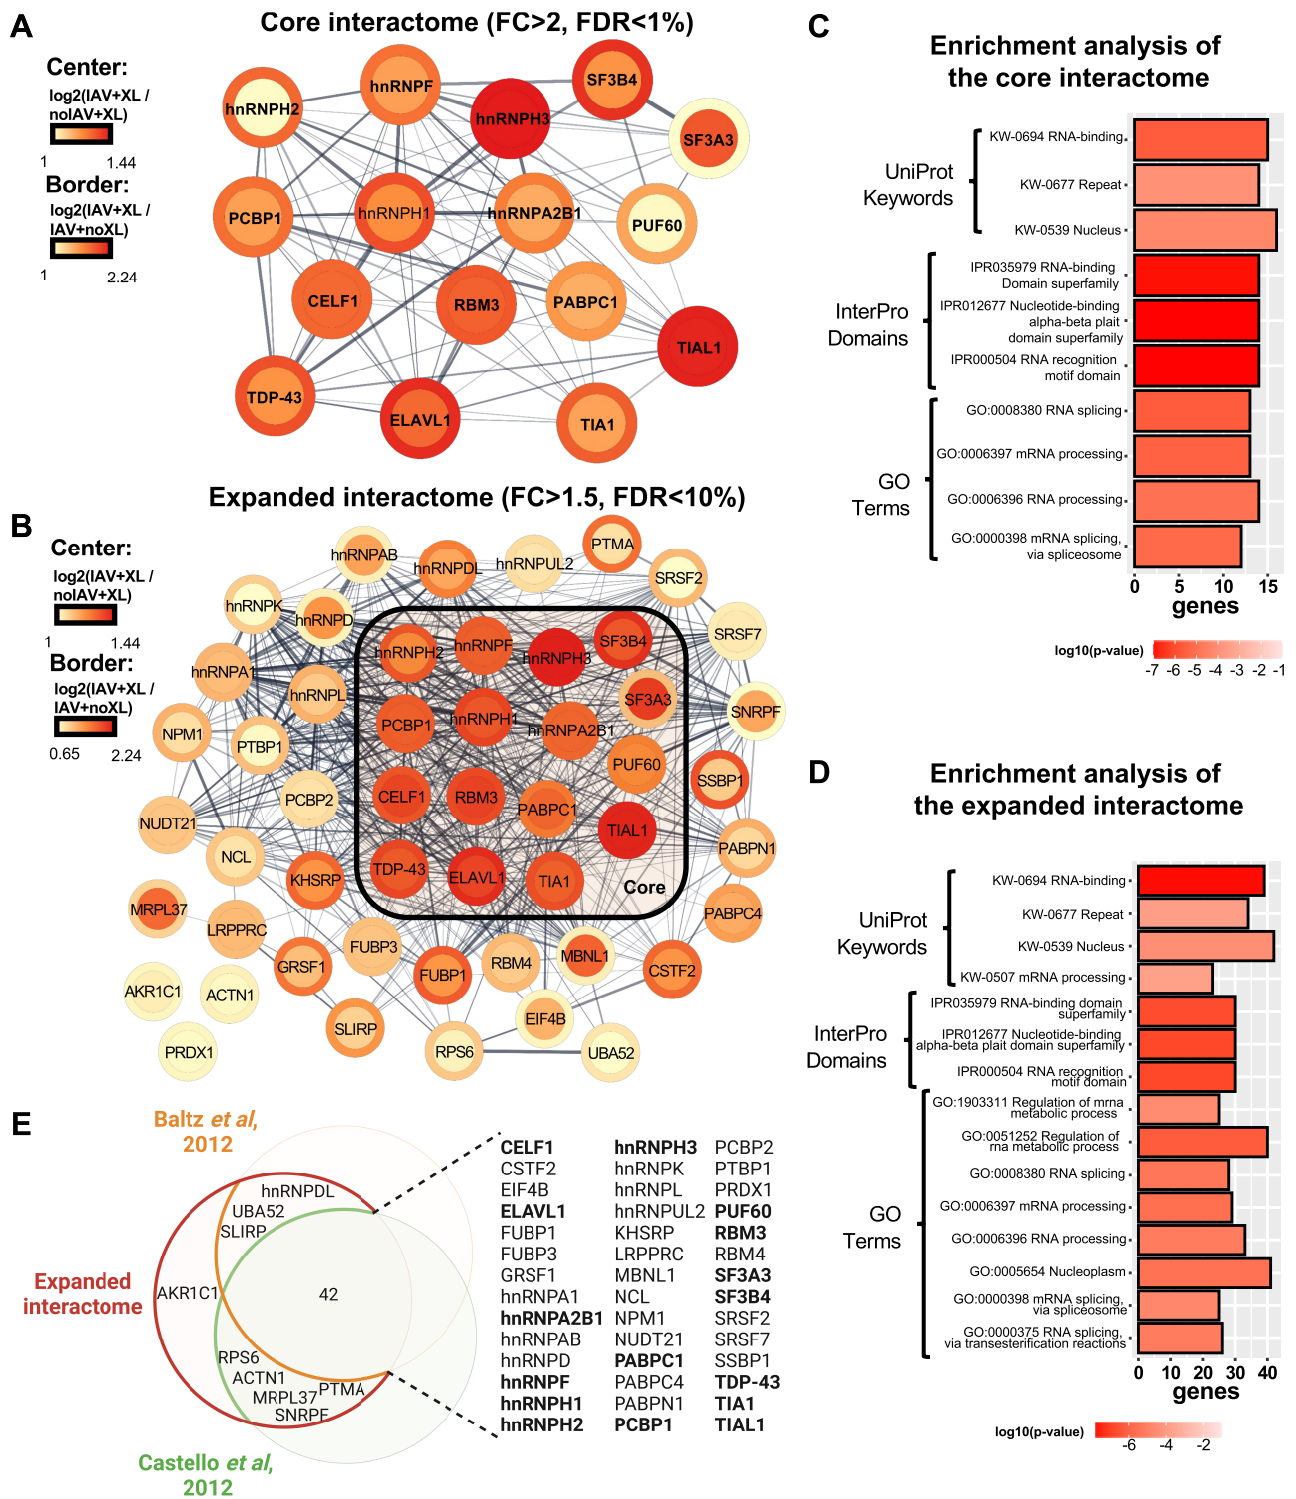 A
Core interactome (FC>2, FDR<1%)
Center:
log2(IAV+XL /
noIAV+XL)
1 1.44
Border:
log2(IAV+XL /
IAV+noXL)
1 2.24
hnRNPH2
hnRNPF
hnRNPH3
SF3B4
SF3A3
PCBP1
hnRNPH1
hnRNPA2B1
PUF60
CELF1
RBM3
PABPC1
TIAL1
TDP-43
ELAVL1
TIA1
B
Expanded interactome (FC>1.5, FDR<10%)
Center:
log2(IAV+XL /
noIAV+XL)
1 1.44
Border:
log2(IAV+XL /
IAV+noXL)
0.65 2.24
hnRNPAB
hnRNPDL
hnRNPUL2
PTMA
SRSF2
hnRNPK
hnRNPD
SRSF7
hnRNPH2
hnRNPF
hnRNPH3
SF3B4
hnRNPA1
hnRNPL
SF3A3
SNRPF
NPM1
PTBP1
PCBP1
hnRNPH1
hnRNPA2B1
PUF60
SSBP1
PCBP2
CELF1
RBM3
PABPC1
TIAL1
NUDT21
NCL
PABPN1
KHSRP
TDP-43
ELAVL1
TIA1
Core
MRPL37
LRPPRC
PABPC4
GRSF1
FUBP3
FUBP1
RBM4
MBNL1
CSTF2
AKR1C1
ACTN1
SLIRP
EIF4B
PRDX1
RPS6
UBA52
C
Enrichment analysis of
the core interactome
UniProt
Keywords
KW-0694 RNA-binding
KW-0677 Repeat
KW-0539 Nucleus
InterPro
Domains
IPR035979 RNA-binding
Domain superfamily
IPR012677 Nucleotide-binding
alpha-beta plait
domain superfamily
IPR000504 RNA recognition
motif domain
GO
Terms
GO:0008380 RNA splicing
GO:0006397 mRNA processing
GO:0006396 RNA processing
GO:0000398 mRNA splicing,
via spliceosome
0 5 10 15
genes
log10(p-value)
-7 -6 -5 -4 -3 -2 -1
D
Enrichment analysis of
the expanded interactome
UniProt
Keywords
KW-0694 RNA-binding
KW-0677 Repeat
KW-0539 Nucleus
KW-0507 mRNA processing
InterPro
Domains
IPR035979 RNA-binding domain
superfamily
IPR012677 Nucleotide-binding
alpha-beta plait domain superfamily
IPR000504 RNA recognition
motif domain
GO
Terms
GO:1903311 Regulation of mrna
metabolic process
GO:0051252 Regulation of
rna metabolic process
GO:0008380 RNA splicing
GO:0006397 mRNA processing
GO:0006396 RNA processing
GO:0005654 Nucleoplasm
GO:0000398 mRNA splicing,
via spliceosome
GO:0000375 RNA splicing,
via transesterification reactions
0 10 20 30 40
genes
log10(p-value)
-6 -4 -2
E
Baltz et al,
2012
Expanded
interactome
Castello et al,
2012
hnRNPDL
UBA52
SLIRP
AKR1C1
42
RPS6
ACTN1
MRPL37
PTMA
SNRPF
CELF1 hnRNPH3 PCBP2
CSTF2 hnRNPK PTBP1
EIF4B hnRNPL PRDX1
ELAVL1 hnRNPUL2 PUF60
FUBP1 KHSRP RBM3
FUBP3 LRPPRC RBM4
GRSF1 MBNL1 SF3A3
hnRNPA1 NCL SF3B4
hnRNPA2B1 NPM1 SRSF2
hnRNPAB NUDT21 SRSF7
hnRNPD PABPC1 SSBP1
hnRNPF PABPC4 TDP-43
hnRNPH1 PABPN1 TIA1
hnRNPH2 PCBP1 TIAL1